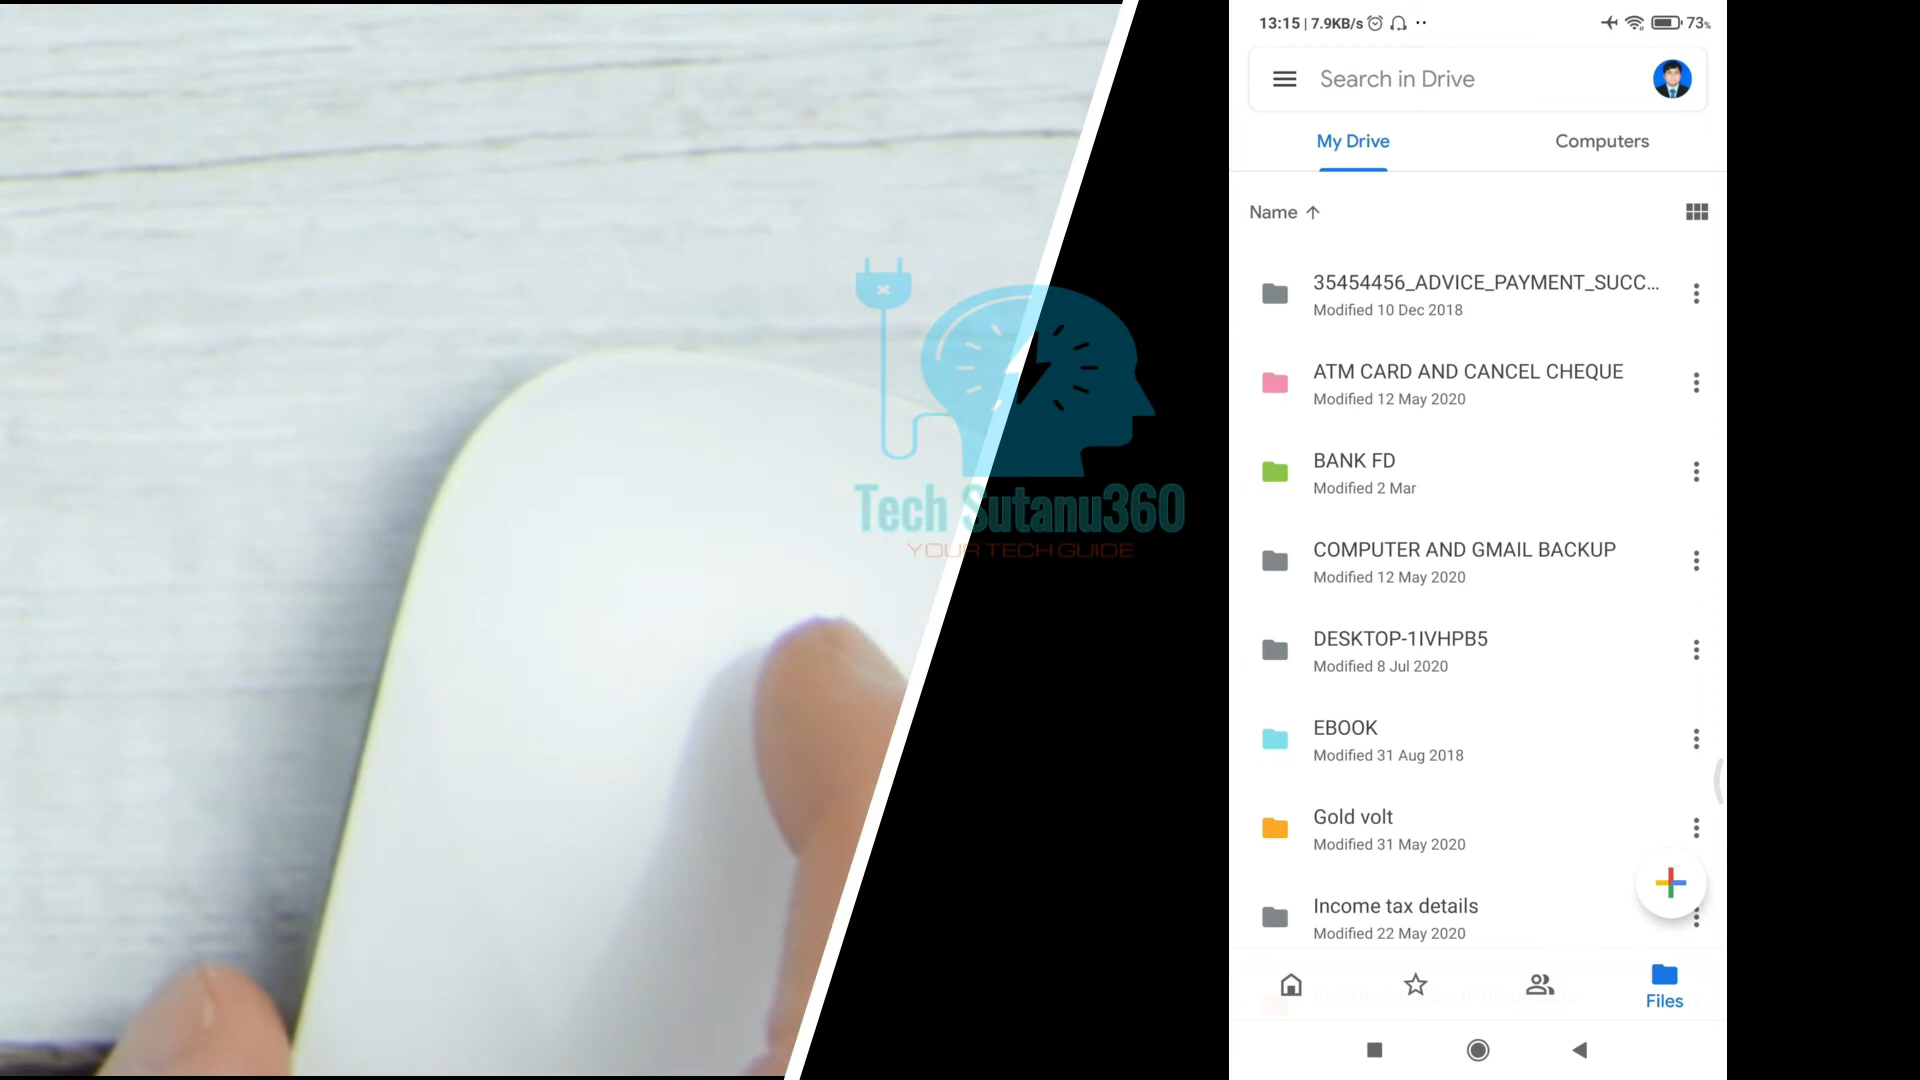 13:15 | 7.9KB/s
73%
Search in Drive
My Drive
Computers
Name
35454456_ADVICE_PAYMENT_SUCC...
Modified 10 Dec 2018
ATM CARD AND CANCEL CHEQUE
Modified 12 May 2020
BANK FD
Modified 2 Mar
COMPUTER AND GMAIL BACKUP
Modified 12 May 2020
DESKTOP-1IVHPB5
Modified 8 Jul 2020
EBOOK
Modified 31 Aug 2018
Gold volt
Modified 31 May 2020
Income tax details
Modified 22 May 2020
Files
Tech Sutanu360
YOUR TECH GUIDE